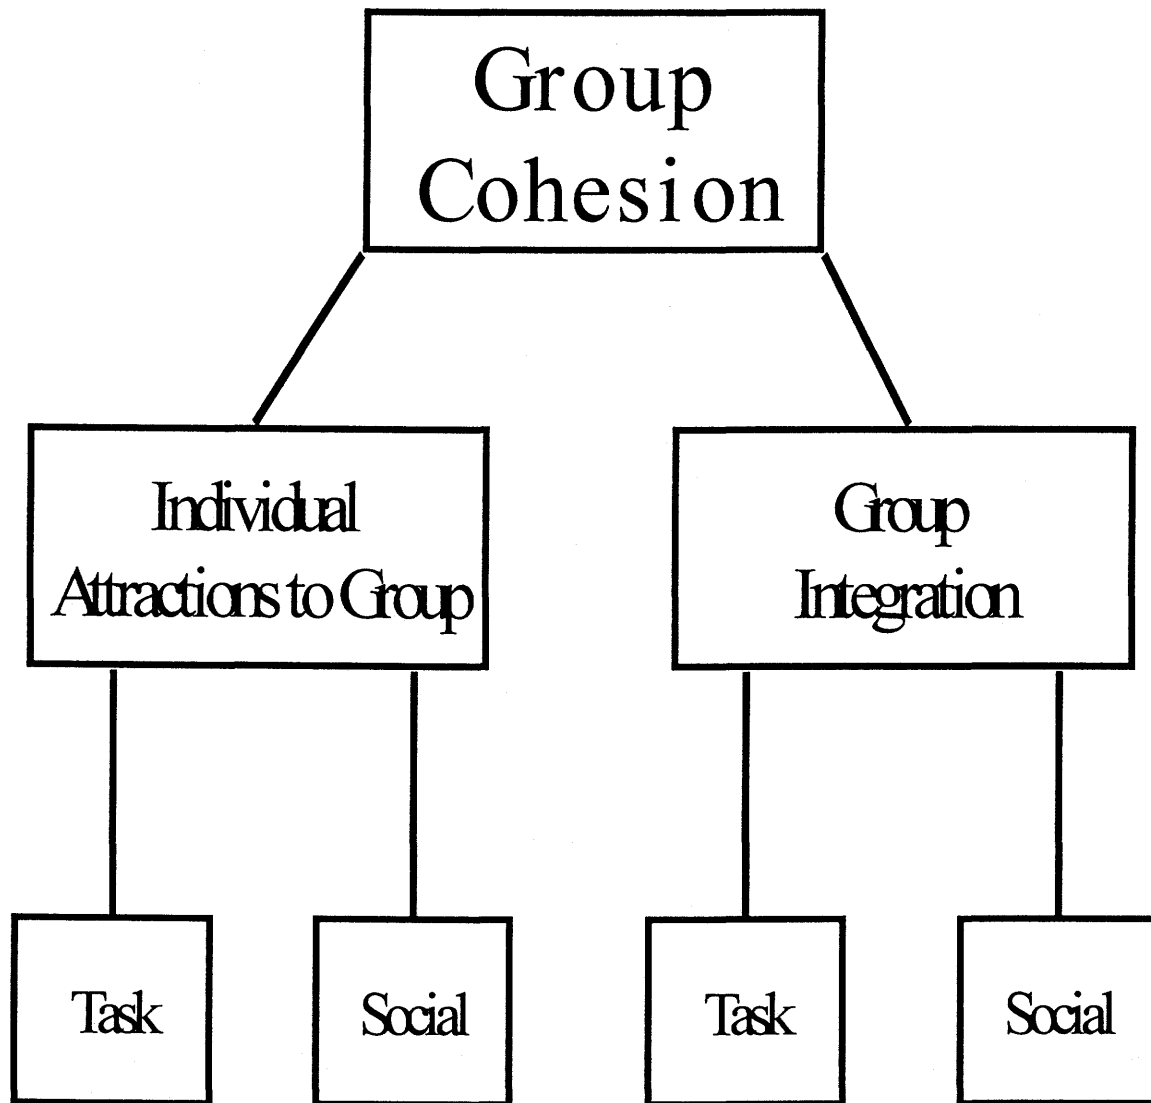 Group
Cohesion
Individual
Attractions to Group
Group
Integration
Task
Social
Task
Social